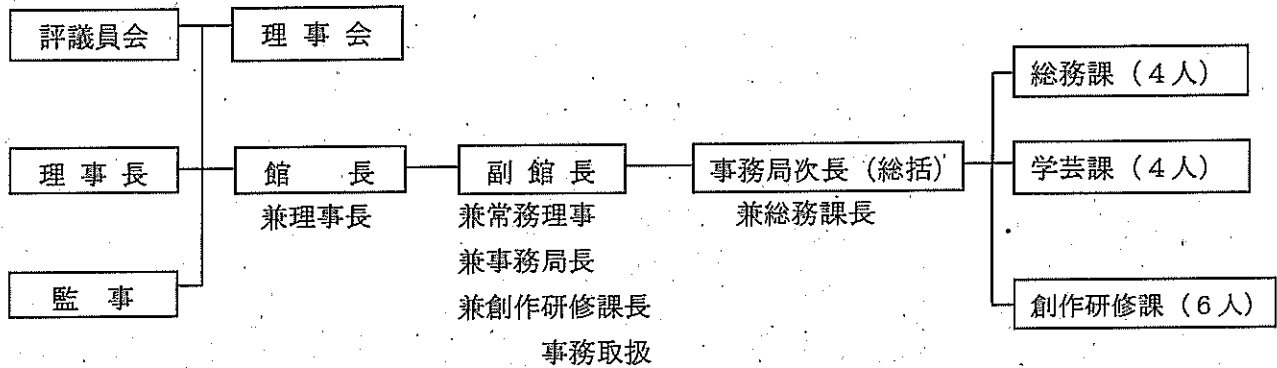 評議員会
理事会
総務課（4人）
理事長
館長
副館長
事務局次長（総括）
学芸課（4人）
兼理事長
兼常務理事
兼総務課長
兼事務局長
監事
兼創作研修課長
創作研修課（6人）
事務取扱